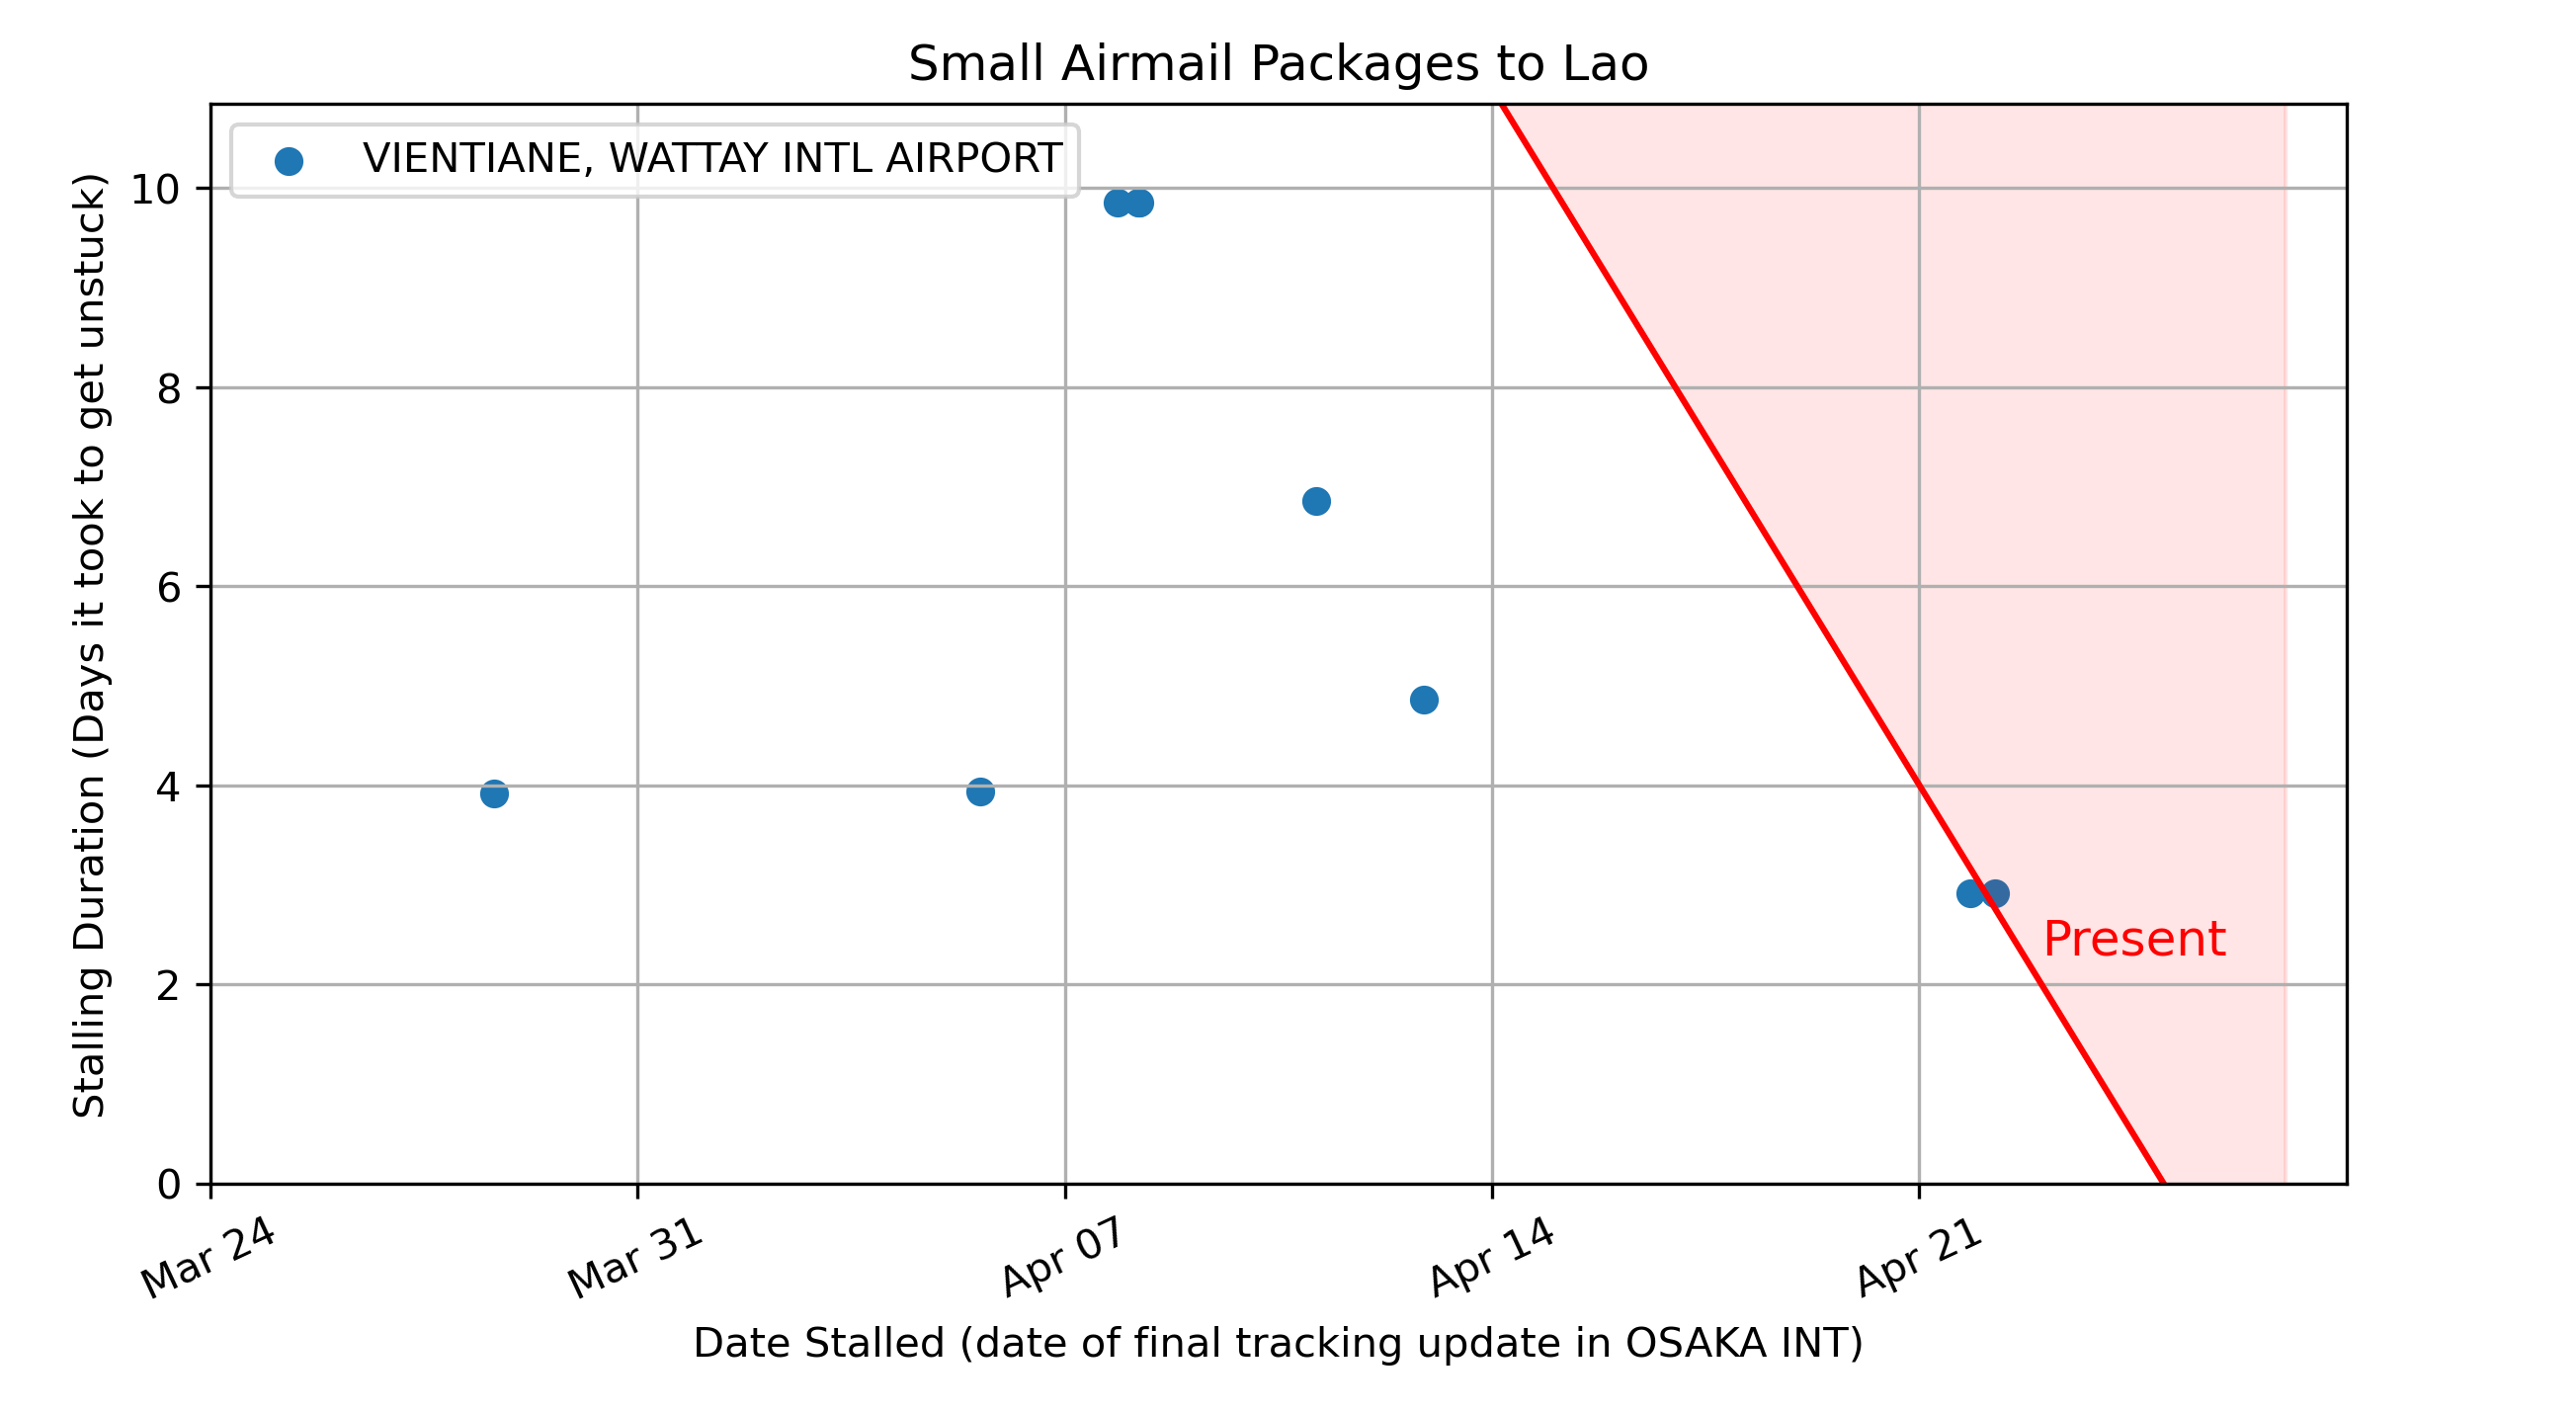 Small Airmail Packages to Lao
VIENTIANE, WATTAY INTL AIRPORT
Stalling Duration (Days it took to get unstuck)
10
8
6
4
2
0
Present
Mar 24
Mar 31
Apr 07
Apr 14
Apr 21
Date Stalled (date of final tracking update in OSAKA INT)